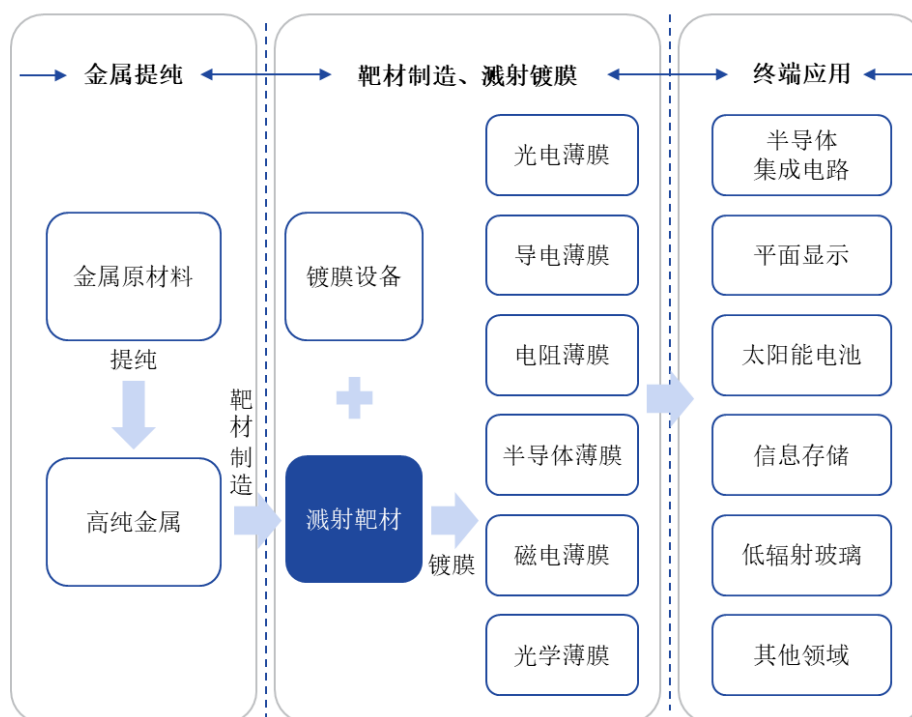 金属提纯
靶材制造、溅射镀膜
终端应用
金属原材料
提纯
高纯金属
靶材制造
镀膜设备
溅射靶材
镀膜
光电薄膜
导电薄膜
电阻薄膜
半导体薄膜
磁电薄膜
光学薄膜
半导体
集成电路
平面显示
太阳能电池
信息存储
低辐射玻璃
其他领域